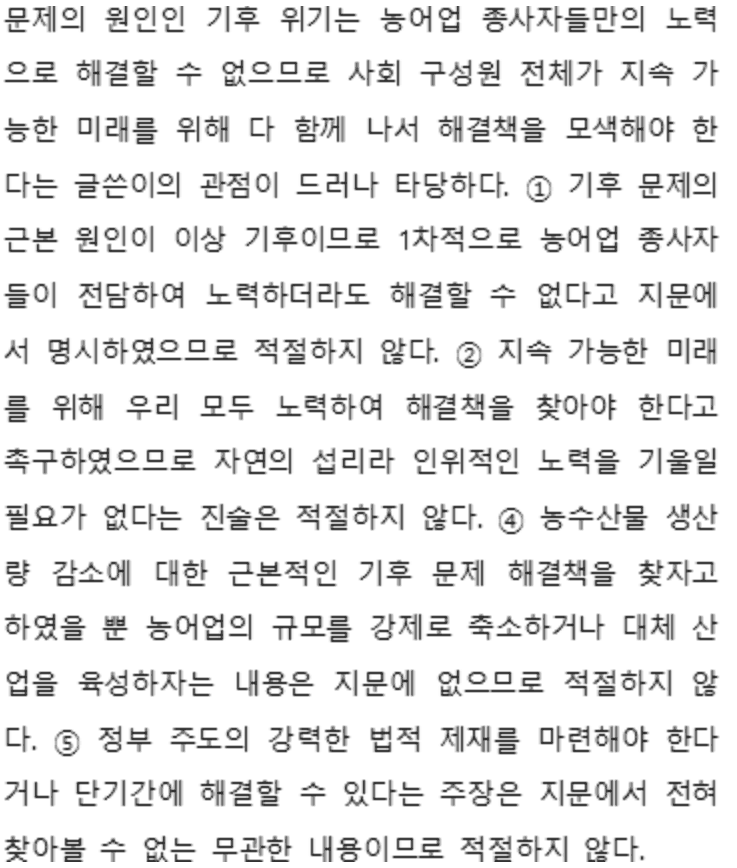 문제의 원인인 기후 위기는 농어업 종사자들만의 노력
으로 해결할 수 없으므로 사회 구성원 전체가 지속 가
능한 미래를 위해 다 함께 나서 해결책을 모색해야 한
다는 글쓴이의 관점이 드러나 타당하다. ① 기후 문제의
근본 원인이 이상 기후이므로 1차적으로 농어업 종사자
들이 전담하여 노력하더라도 해결할 수 없다고 지문에
서 명시하였으므로 적절하지 않다. ② 지속 가능한 미래
를 위해 우리 모두 노력하여 해결책을 찾아야 한다고
촉구하였으므로 자연의 섭리라 인위적인 노력을 기울일
필요가 없다는 진술은 적절하지 않다. ④ 농수산물 생산
량 감소에 대한 근본적인 기후 문제 해결책을 찾자고
하였을 뿐 농어업의 규모를 강제로 축소하거나 대체 산
업을 육성하자는 내용은 지문에 없으므로 적절하지 않
다. ⑤ 정부 주도의 강력한 법적 제재를 마련해야 한다
거나 단기간에 해결할 수 있다는 주장은 지문에서 전혀
찾아볼 수 없는 무관한 내용이므로 적절하지 않다.